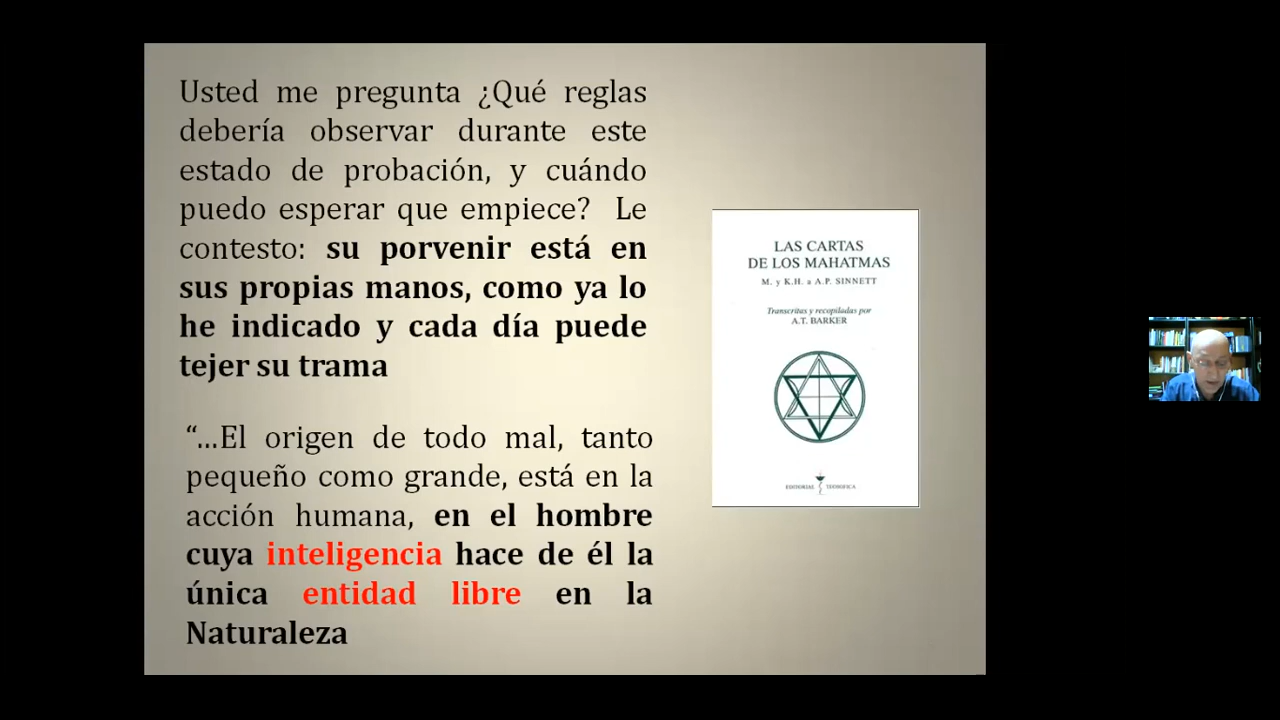 Usted me pregunta ¿Qué reglas
debería observar durante este
estado de probación, y cuándo
puedo esperar que empiece? Le
contesto: su porvenir está en
sus propias manos, como ya lo
he indicado y cada día puede
tejer su trama
“...El origen de todo mal, tanto
pequeño como grande, está en la
acción humana, en el hombre
cuya inteligencia hace de él la
única entidad libre en la
Naturaleza
LAS CARTAS
DE LOS MAHATMAS
M. y K.H. a A.P. SINNETT
Transcritas y recopiladas por
A.T. BARKER
EDITORIAL TEOSOFICA